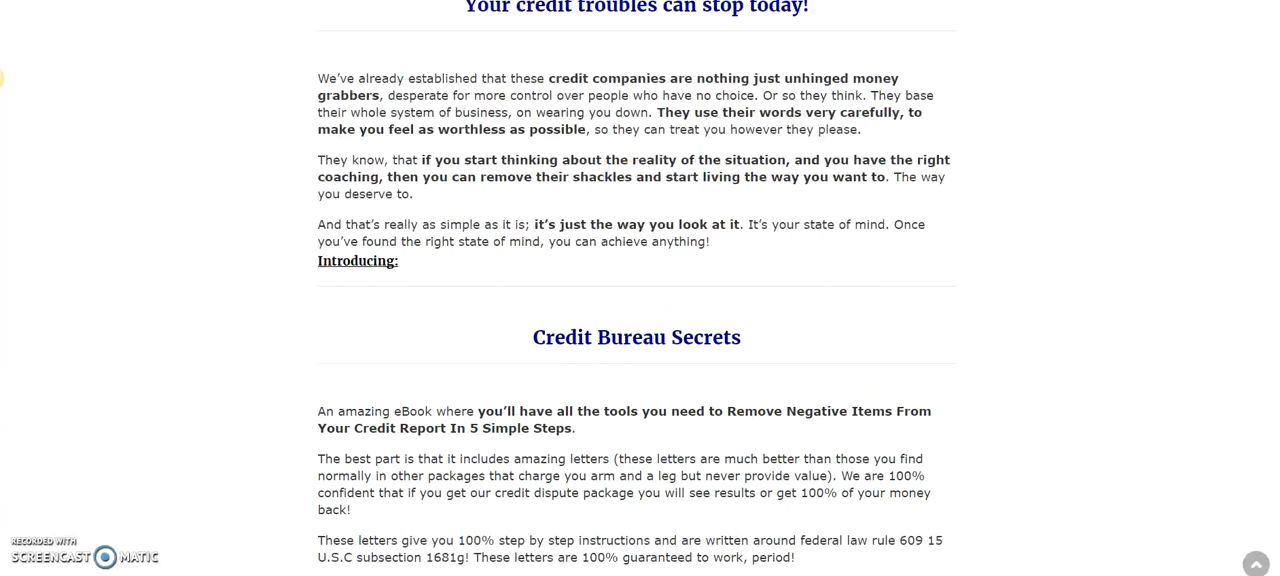 Your credit troubles can stop today!
We’ve already established that these credit companies are nothing just unhinged money
grabbers, desperate for more control over people who have no choice. Or so they think. They base
their whole system of business, on wearing you down. They use their words very carefully, to
make you feel as worthless as possible, so they can treat you however they please.
They know, that if you start thinking about the reality of the situation, and you have the right
coaching, then you can remove their shackles and start living the way you want to. The way
you deserve to.
And that’s really as simple as it is; it’s just the way you look at it. It’s your state of mind. Once
you’ve found the right state of mind, you can achieve anything!
Introducing:
Credit Bureau Secrets
An amazing eBook where you’ll have all the tools you need to Remove Negative Items From
Your Credit Report In 5 Simple Steps.
The best part is that it includes amazing letters (these letters are much better than those you find
normally in other packages that charge you arm and a leg but never provide value). We are 100%
confident that if you get our credit dispute package you will see results or get 100% of your money
back!
These letters give you 100% step by step instructions and are written around federal law rule 609 15
U.S.C subsection 1681g! These letters are 100% guaranteed to work, period!
RECORDED WITH
SCREENCAST MATIC